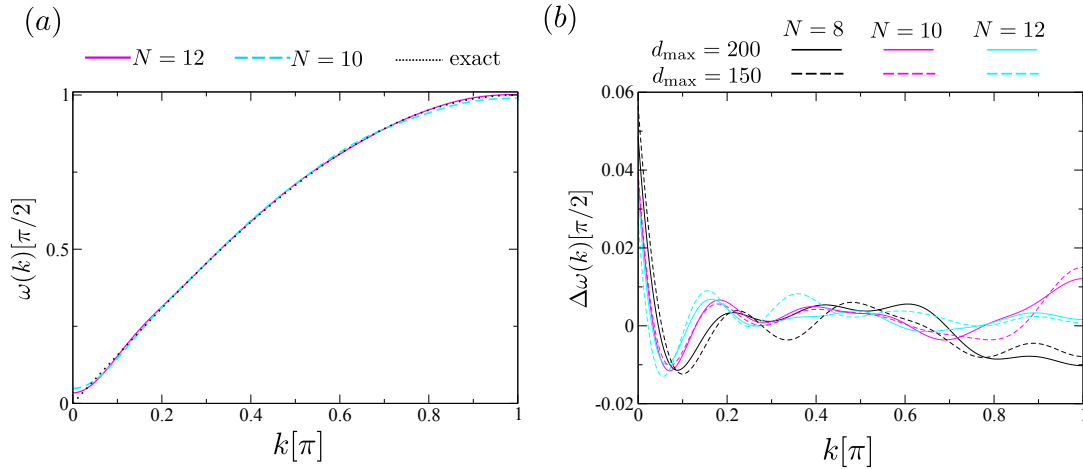 (a)
N = 12 N = 10 exact
1
0.5
0
ω(k)[π/2]
0 0.2 0.4 0.6 0.8 1
k[π]
(b)
N = 8 N = 10 N = 12
d_max = 200
d_max = 150
0.06
0.04
0.02
0
-0.02
Δω(k)[π/2]
0 0.2 0.4 0.6 0.8 1
k[π]